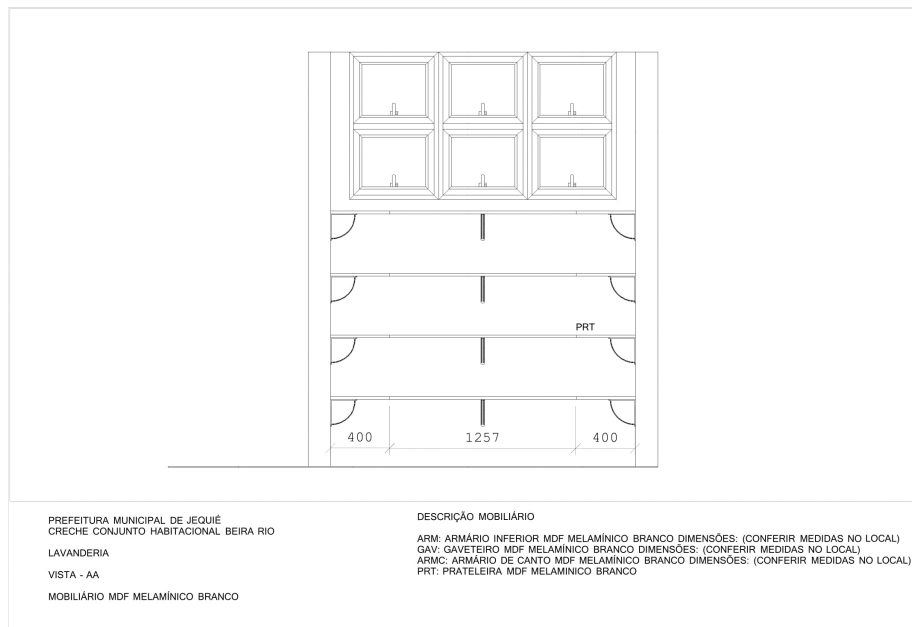 PRT
400 1257 400
PREFEITURA MUNICIPAL DE JEQUIÉ
CRECHE CONJUNTO HABITACIONAL BEIRA RIO
LAVANDERIA
VISTA - AA
MOBILIÁRIO MDF MELAMÍNICO BRANCO
DESCRIÇÃO MOBILIÁRIO
ARM: ARMÁRIO INFERIOR MDF MELAMÍNICO BRANCO DIMENSÕES: (CONFERIR MEDIDAS NO LOCAL)
GAV: GAVETEIRO MDF MELAMÍNICO BRANCO DIMENSÕES: (CONFERIR MEDIDAS NO LOCAL)
ARMC: ARMÁRIO DE CANTO MDF MELAMÍNICO BRANCO DIMENSÕES: (CONFERIR MEDIDAS NO LOCAL)
PRT: PRATELEIRA MDF MELAMINICO BRANCO